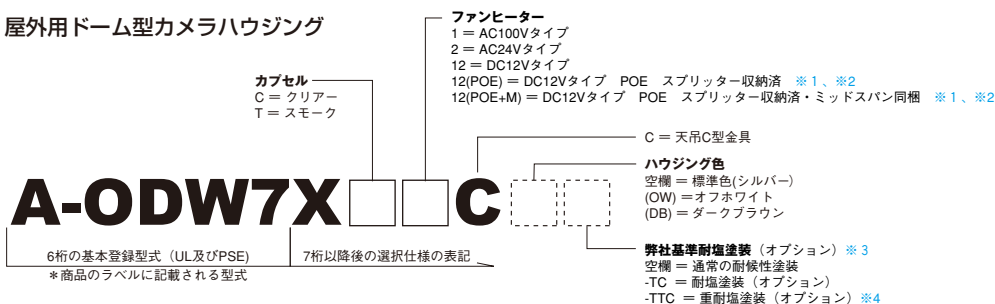 屋外用ドーム型カメラハウジング
ファンヒーター
1 = AC100Vタイプ
2 = AC24Vタイプ
12 = DC12Vタイプ
12(POE) = DC12Vタイプ　POE　スプリッター収納済　※1、※2
12(POE+M) = DC12Vタイプ　POE　スプリッター収納済・ミッドスパン同梱　※1、※2
カプセル
C = クリアー
T = スモーク
C = 天吊C型金具
ハウジング色
空欄 = 標準色(シルバー)
(OW) =オフホワイト
(DB) = ダークブラウン
A-ODW7X C
6桁の基本登録型式（UL及びPSE)
7桁以降後の選択仕様の表記
＊商品のラベルに記載される型式
弊社基準耐塩塗装（オプション）※3
空欄 = 通常の耐候性塗装
-TC = 耐塩塗装（オプション）
-TTC = 重耐塩塗装（オプション）※4